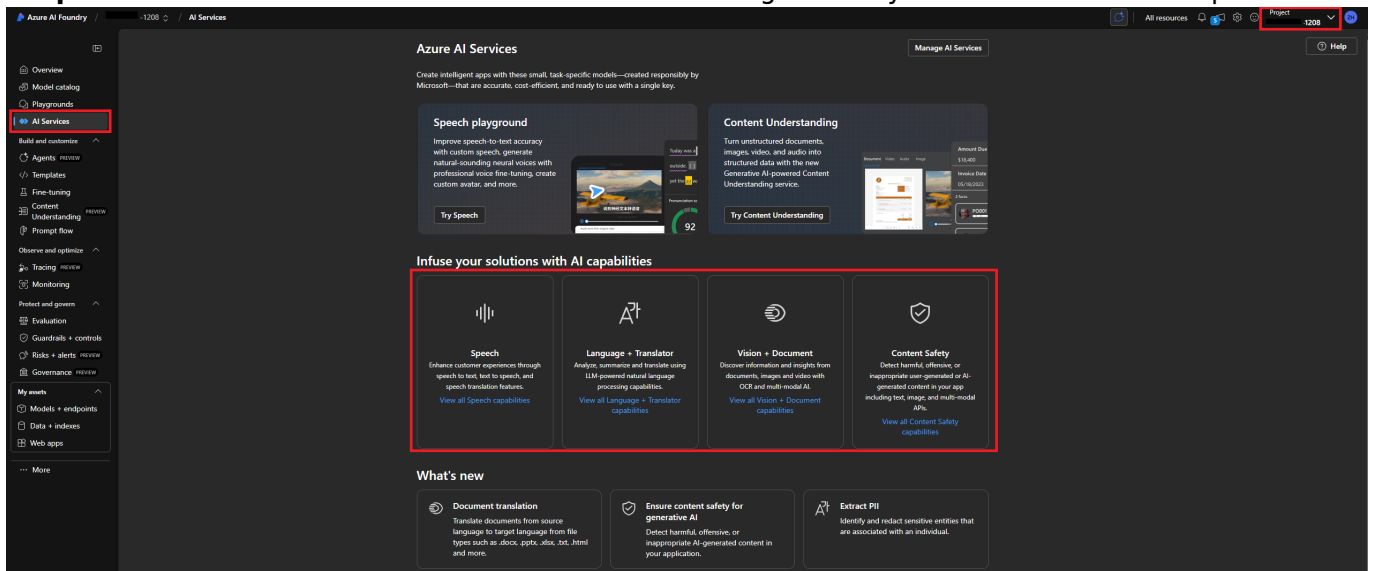 Azure AI Foundry / -1208 / AI Services
All resources
5
Project
-1208
ZH
Help
Overview
Model catalog
Playgrounds
AI Services
Build and customize
Agents PREVIEW
Templates
Fine-tuning
Content
Understanding PREVIEW
Prompt flow
Observe and optimize
Tracing PREVIEW
Monitoring
Protect and govern
Evaluation
Guardrails + controls
Risks + alerts PREVIEW
Governance PREVIEW
My assets
Models + endpoints
Data + indexes
Web apps
More
Azure AI Services
Manage AI Services
Create intelligent apps with these small, task-specific models—created responsibly by
Microsoft—that are accurate, cost-efficient, and ready to use with a single key.
Speech playground
Improve speech-to-text accuracy
with custom speech, generate
natural-sounding neural voices with
professional voice fine-tuning, create
custom avatar, and more.
Try Speech
Today was a
outside.
yet the
92
Content Understanding
Turn unstructured documents,
images, video, and audio into
structured data with the new
Generative AI-powered Content
Understanding service.
Try Content Understanding
Document Video Audio Image
Amount Due
$18,400
Invoice Date
05/18/2023
Infuse your solutions with AI capabilities
Speech
Enhance customer experiences through
speech to text, text to speech, and
speech translation features.
View all Speech capabilities
Language + Translator
Analyze, summarize and translate using
LLM-powered natural language
processing capabilities.
View all Language + Translator
capabilities
Vision + Document
Discover information and insights from
documents, images and video with
OCR and multi-modal AI.
View all Vision + Document
capabilities
Content Safety
Detect harmful, offensive, or
inappropriate user-generated or AI-
generated content in your app
including text, image, and multi-modal
APIs.
View all Content Safety
capabilities
What's new
Document translation
Translate documents from source
language to target language from file
types such as .docx, .pptx, .xlsx, .txt, .html
and more.
Ensure content safety for
generative AI
Detect harmful, offensive, or
inappropriate AI-generated content in
your application.
Extract PII
Identify and redact sensitive entities that
are associated with an individual.